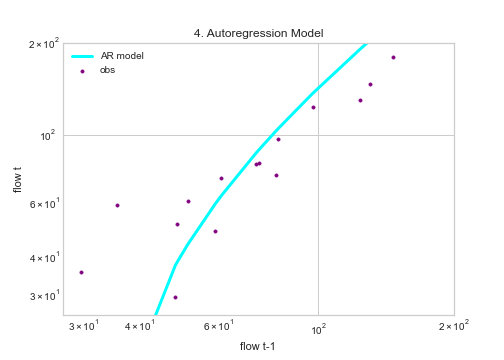 4. Autoregression Model
AR model
obs
flow t
2 × 10²
10²
6 × 10¹
4 × 10¹
3 × 10¹
3 × 10¹ 4 × 10¹ 6 × 10¹ 10² 2 × 10²
flow t-1